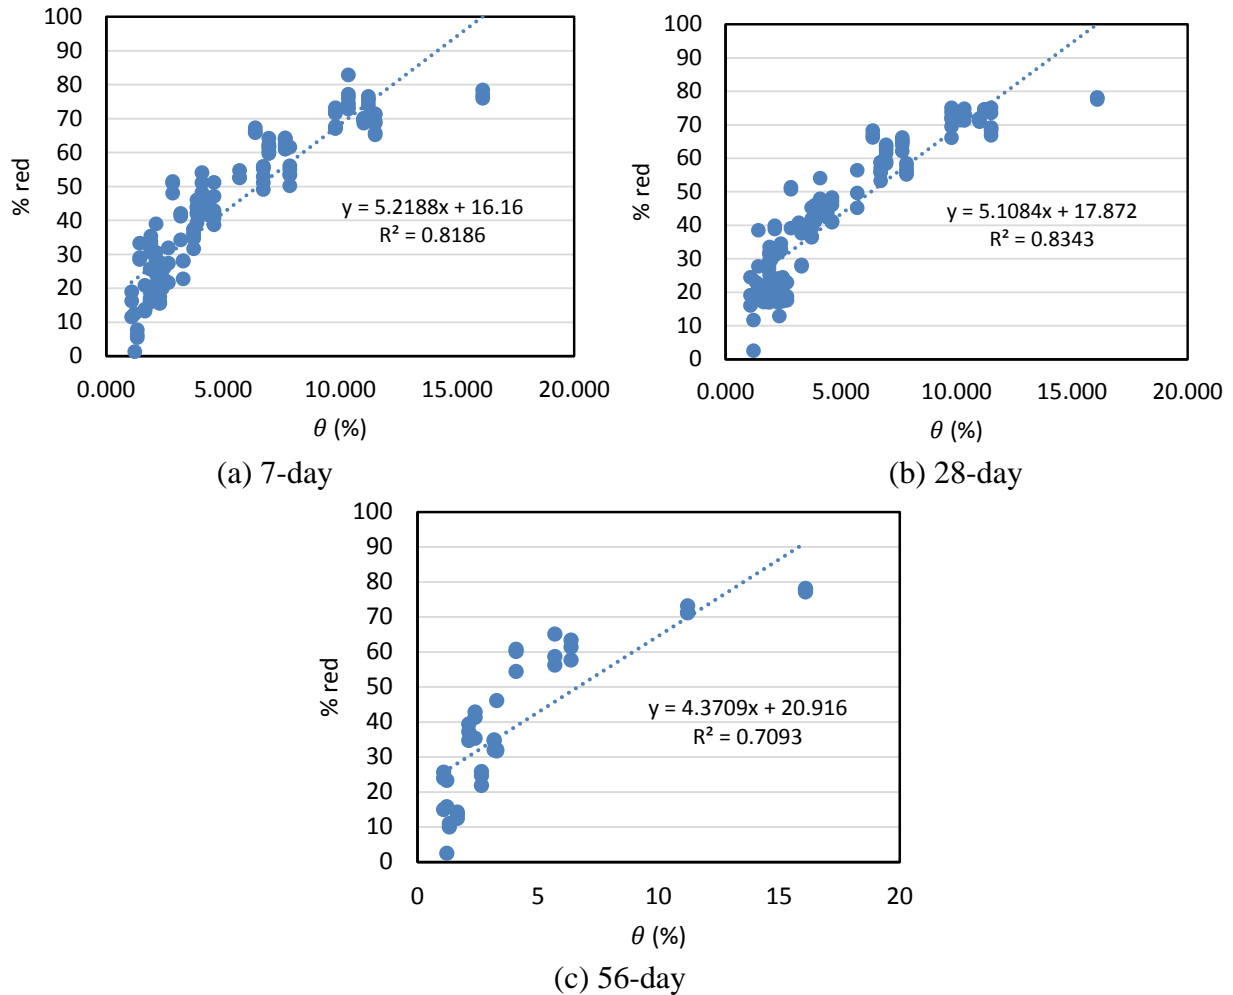 100
90
80
70
60
50
40
30
20
10
0
% red
y = 5.2188x + 16.16
R² = 0.8186
0.000 5.000 10.000 15.000 20.000
θ (%)
(a) 7-day
100
90
80
70
60
50
40
30
20
10
0
% red
y = 5.1084x + 17.872
R² = 0.8343
0.000 5.000 10.000 15.000 20.000
θ (%)
(b) 28-day
100
90
80
70
60
50
40
30
20
10
0
% red
y = 4.3709x + 20.916
R² = 0.7093
0 5 10 15 20
θ (%)
(c) 56-day